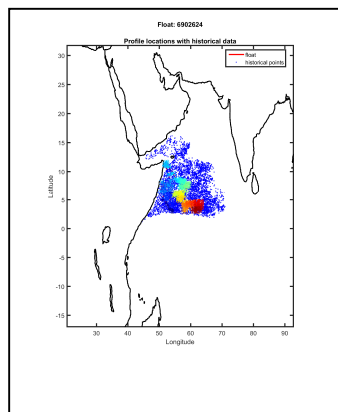 Float: 6902624
Profile locations with historical data
float
historical points
30
25
20
15
10
5
0
-5
-10
-15
Latitude
30
40
50
60
70
80
90
Longitude